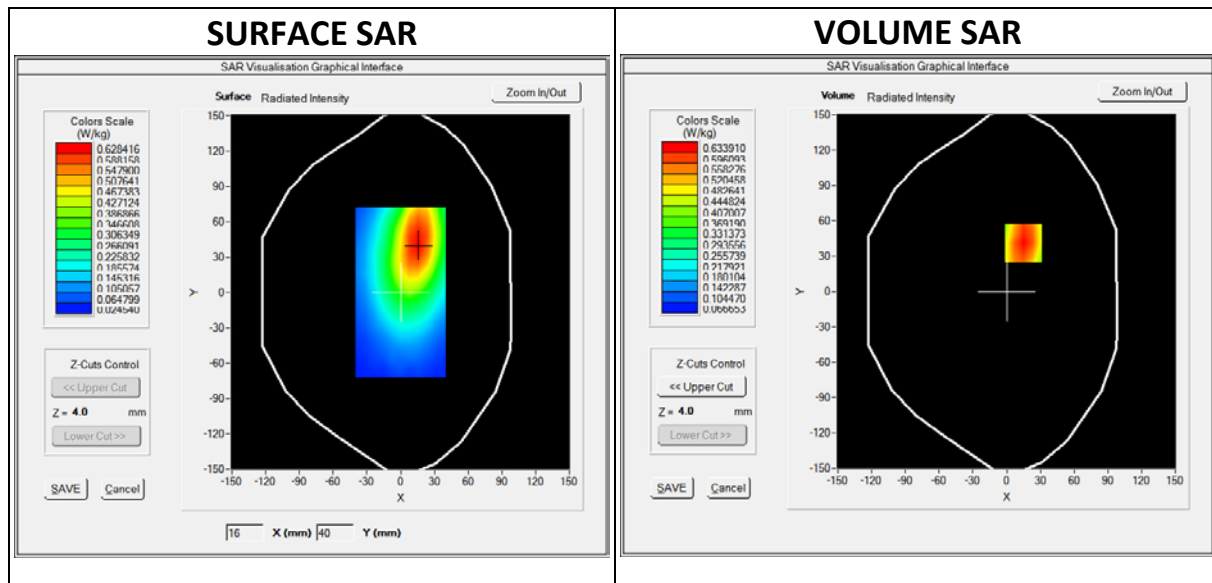 SURFACE SAR
SAR Visualisation Graphical Interface
Surface Radiated Intensity
Zoom In/Out
Colors Scale
(W/kg)
0.628416
0.588158
0.547900
0.507641
0.467383
0.427124
0.386866
0.346608
0.306349
0.266091
0.225832
0.185574
0.145316
0.105057
0.064799
0.024540
Z-Cuts Control
<< Upper Cut
Z = 4.0 mm
Lower Cut >>
SAVE Cancel
150
120
90
60
30
0
-30
-60
-90
-120
-150
Y
-150 -120 -90 -60 -30 0 30 60 90 120 150
X
16 X (mm) 40 Y (mm)
VOLUME SAR
SAR Visualisation Graphical Interface
Volume Radiated Intensity
Zoom In/Out
Colors Scale
(W/kg)
0.633910
0.596093
0.558276
0.520458
0.482641
0.444824
0.407007
0.369190
0.331373
0.293556
0.255739
0.217921
0.180104
0.142287
0.104470
0.066653
Z-Cuts Control
<< Upper Cut
Z = 4.0 mm
Lower Cut >>
SAVE Cancel
150
120
90
60
30
0
-30
-60
-90
-120
-150
Y
-150 -120 -90 -60 -30 0 30 60 90 120 150
X